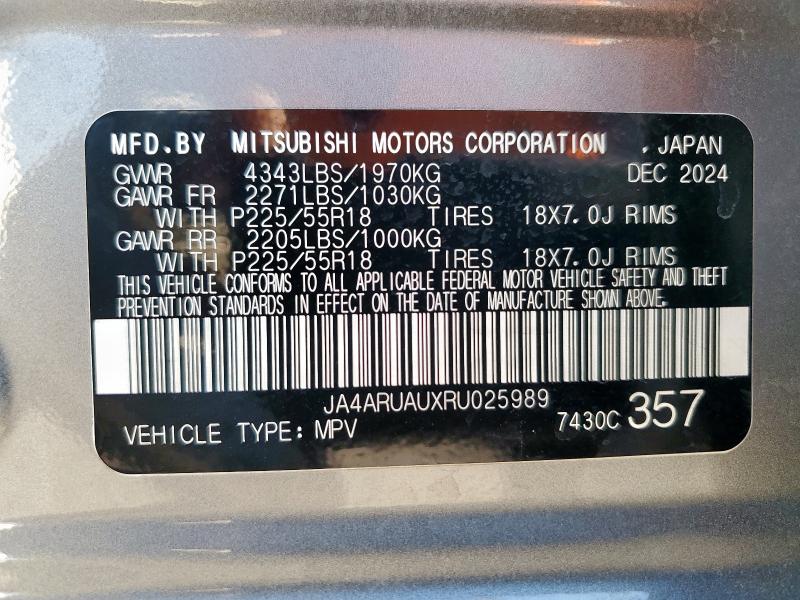 MFD.BY MITSUBISHI MOTORS CORPORATION , JAPAN
GVWR 4343LBS/1970KG DEC 2024
GAWR FR 2271LBS/1030KG
WITH P225/55R18 TIRES 18X7.0J RIMS
GAWR RR 2205LBS/1000KG
WITH P225/55R18 TIRES 18X7.0J RIMS
THIS VEHICLE CONFORMS TO ALL APPLICABLE FEDERAL MOTOR VEHICLE SAFETY AND THEFT
PREVENTION STANDARDS IN EFFECT ON THE DATE OF MANUFACTURE SHOWN ABOVE.
JA4ARUAUXRU025989
VEHICLE TYPE: MPV 7430C 357